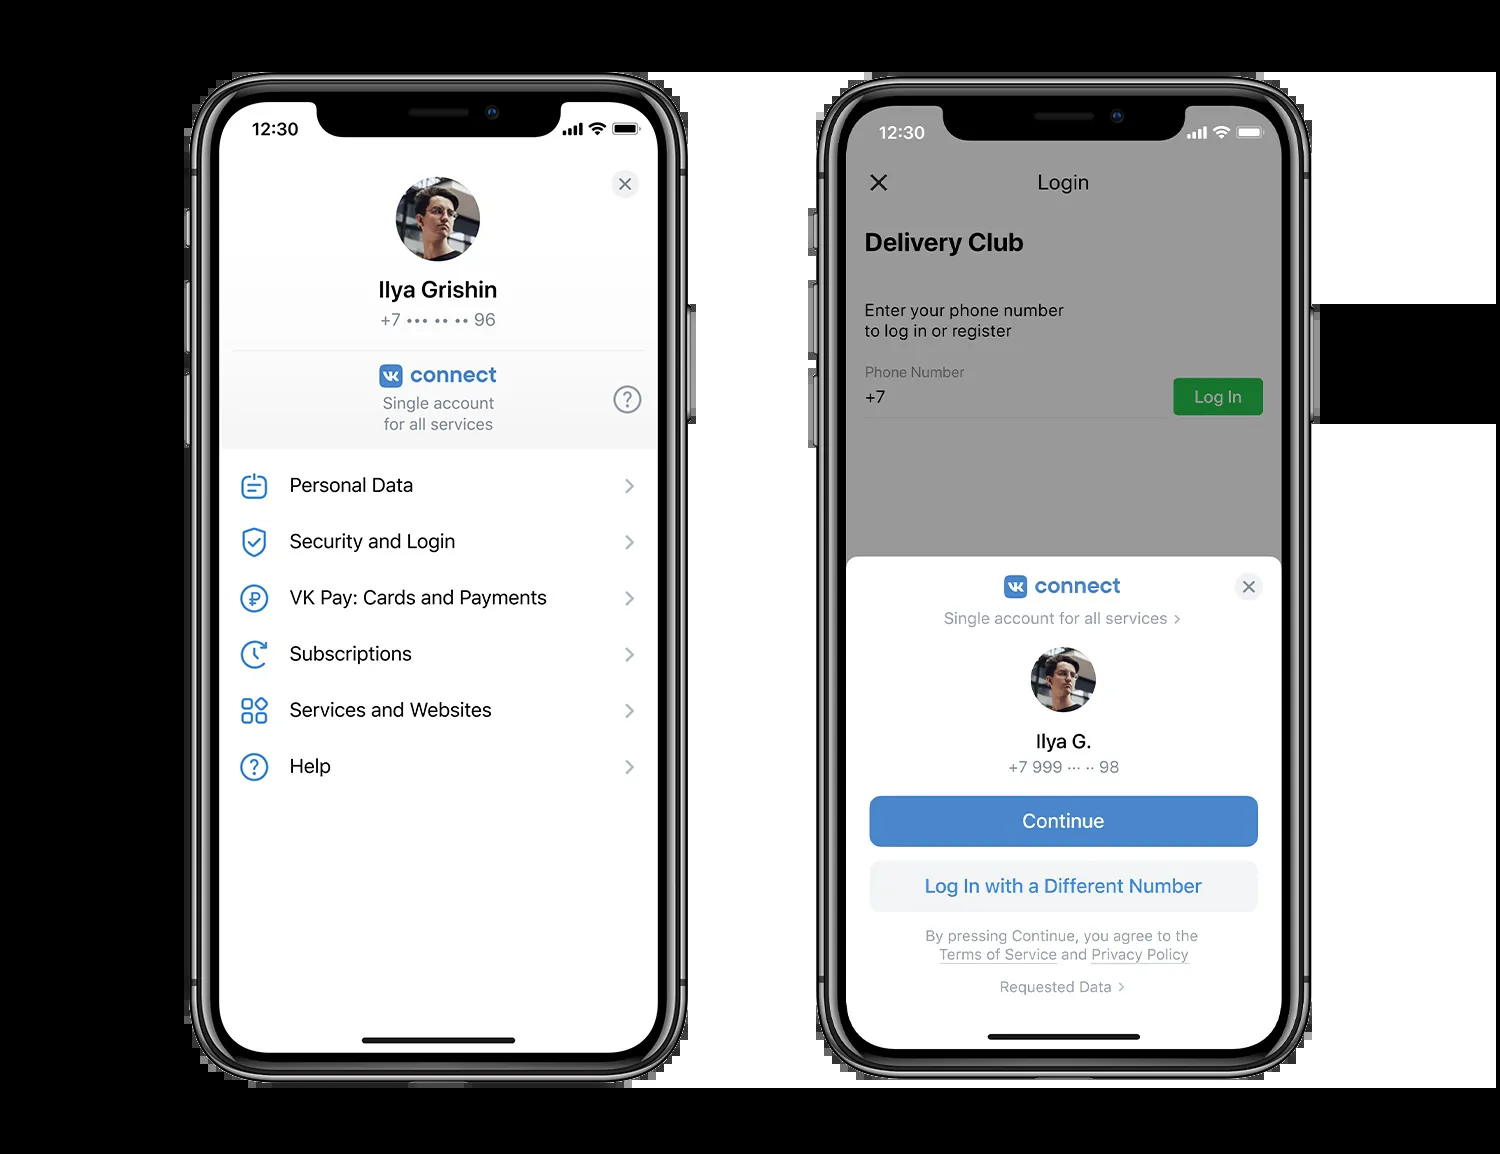 12:30
Ilya Grishin
+7 ••• •• •• 96
connect
Single account
for all services
Personal Data
Security and Login
VK Pay: Cards and Payments
Subscriptions
Services and Websites
Help
12:30
Login
Delivery Club
Enter your phone number
to log in or register
Phone Number
+7
Log In
connect
Single account for all services
Ilya G.
+7 999 ··· ·· 98
Continue
Log In with a Different Number
By pressing Continue, you agree to the
Terms of Service and Privacy Policy
Requested Data